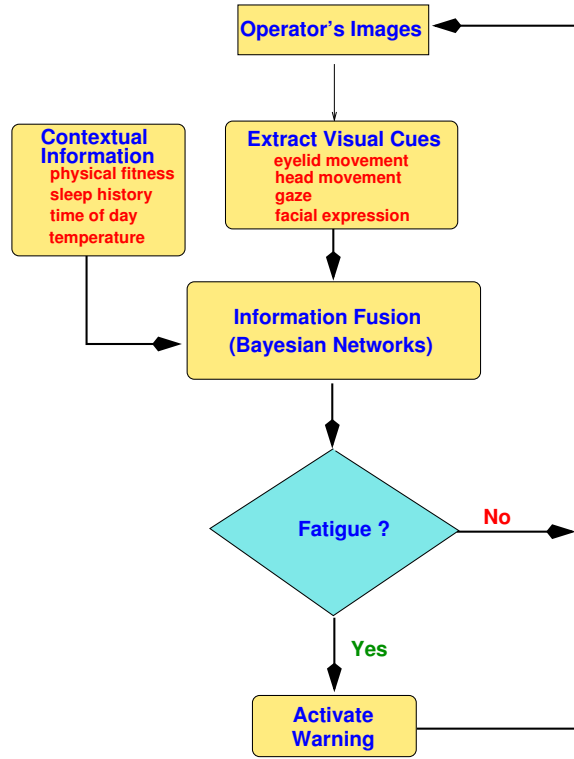 Operator's Images
Contextual
Information
physical fitness
sleep history
time of day
temperature
Extract Visual Cues
eyelid movement
head movement
gaze
facial expression
Information Fusion
(Bayesian Networks)
Fatigue ?
No
Yes
Activate
Warning